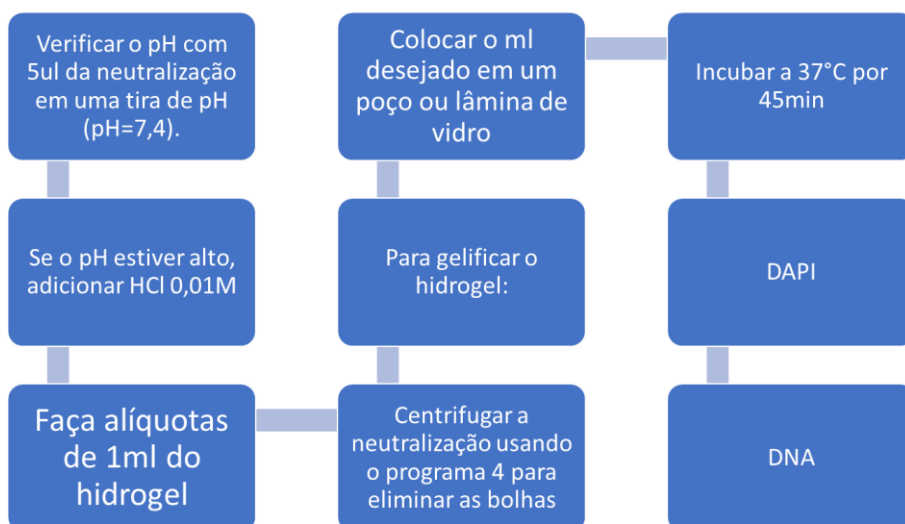 Verificar o pH com
5ul da neutralização
em uma tira de pH
(pH=7,4).
Se o pH estiver alto,
adicionar HCl 0,01M
Faça alíquotas
de 1ml do
hidrogel
Centrifugar a
neutralização usando
o programa 4 para
eliminar as bolhas
Para gelificar o
hidrogel:
Colocar o ml
desejado em um
poço ou lâmina de
vidro
Incubar a 37°C por
45min
DAPI
DNA